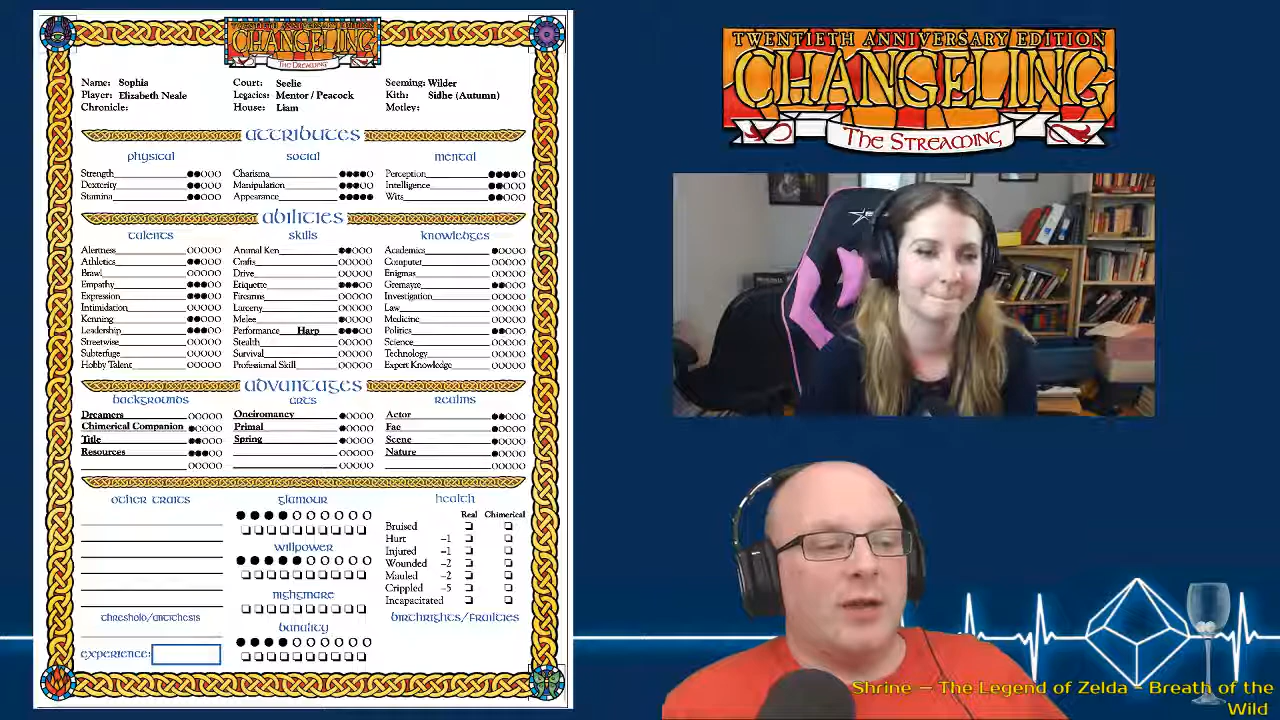 TWENTIETH ANNIVERSARY EDITION
CHANGELING
THE DREAMING
Name: Sophia
Player: Elizabeth Neale
Chronicle:
Court: Seelie
Legacies: Mentor / Peacock
House: Liam
Seeming: Wilder
Kith: Sidhe (Autumn)
Motley:
attributes
physical
social
mental
Strength
Charisma
Perception
Dexterity
Manipulation
Intelligence
Stamina
Appearance
Wits
abilities
talents
skills
knowledges
Alertness
Animal Ken
Academics
Athletics
Crafts
Computer
Brawl
Drive
Enigmas
Empathy
Etiquette
Gremayre
Expression
Firearms
Investigation
Intimidation
Larceny
Law
Kenning
Melee
Medicine
Leadership
Performance Harp
Politics
Streetwise
Stealth
Science
Subterfuge
Survival
Technology
Hobby Talent
Professional Skill
Expert Knowledge
advantages
backgrounds
arts
realms
Dreamers
Oneiromancy
Actor
Chimerical Companion
Primal
Fae
Title
Spring
Scene
Resources
Nature
other traits
threshold/antithesis
experience:
glamour
willpower
nightmare
banality
health
Real Chimerical
Bruised
Hurt -1
Injured -1
Wounded -2
Mauled -2
Crippled -5
Incapacitated
birthrights/frailties
TWENTIETH ANNIVERSARY EDITION
CHANGELING
The Streaming
Shrine – The Legend of Zelda - Breath of the
Wild